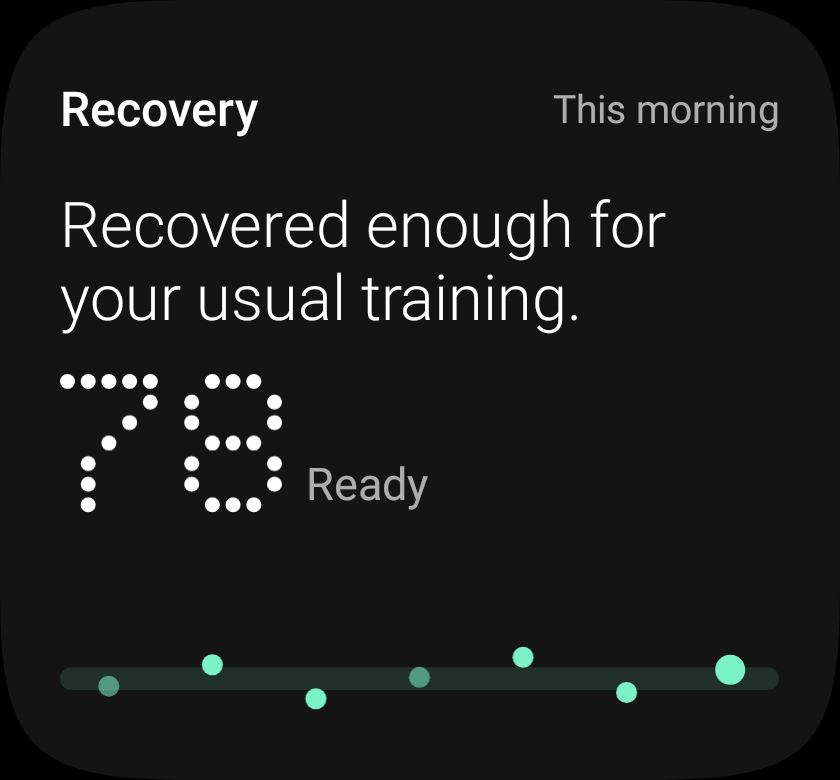 Recovery
This morning
Recovered enough for
your usual training.
78 Ready